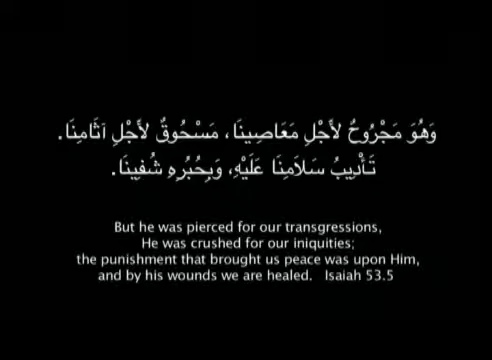 وَهُوَ مَجْرُوحٌ لأَجْلِ مَعَاصِينَا، مَسْحُوقٌ لأَجْلِ آثَامِنَا.
تَأْدِيبُ سَلاَمِنَا عَلَيْهِ، وَبِحُبُرِهِ شُفِينَا.
But he was pierced for our transgressions,
He was crushed for our iniquities;
the punishment that brought us peace was upon Him,
and by his wounds we are healed. Isaiah 53.5